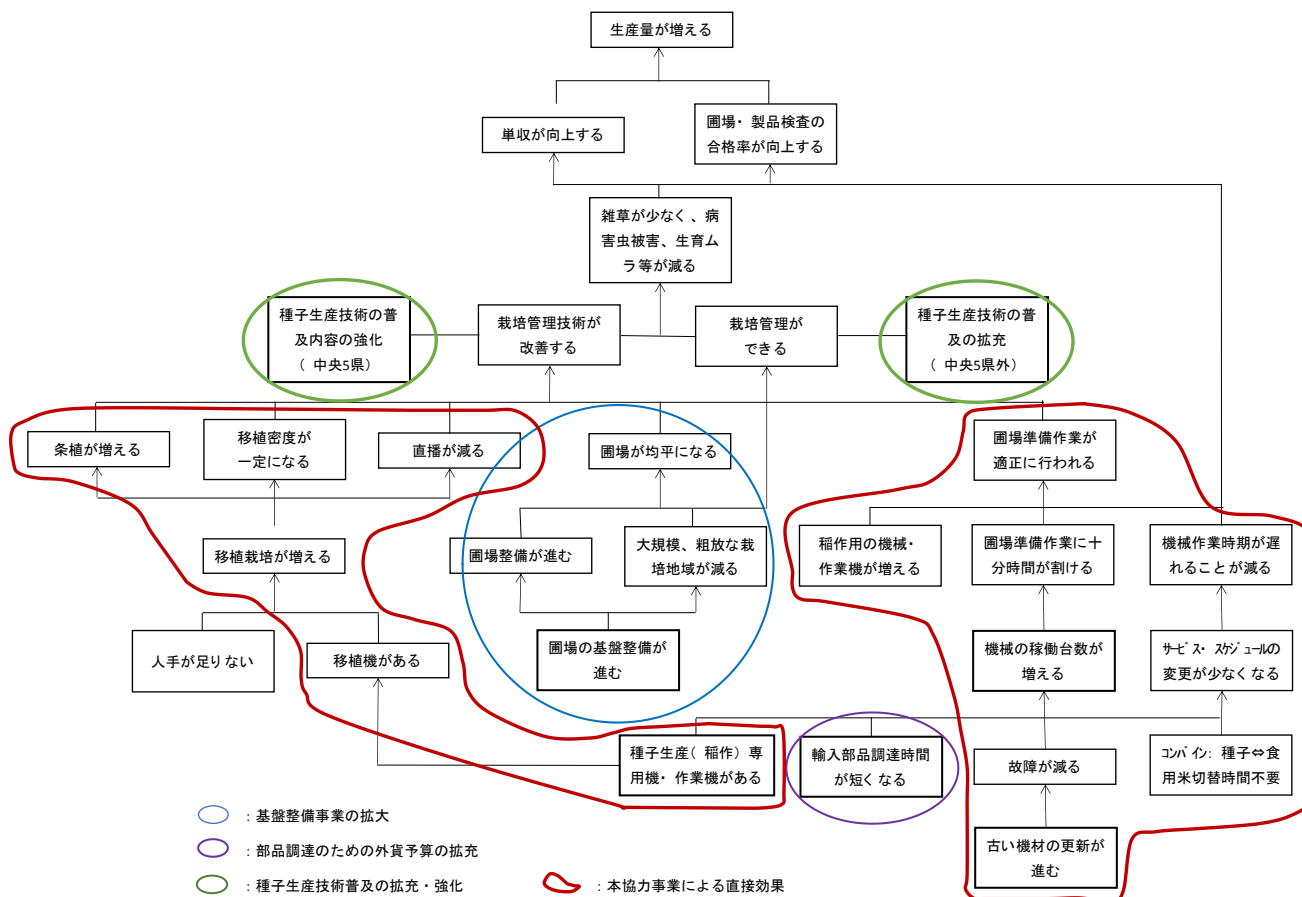 生産量が増える
単収が向上する
圃場・製品検査の
合格率が向上する
雑草が少なく、病
害虫被害、生育ム
ラ等が減る
種子生産技術の普
及内容の強化
(中央5県)
栽培管理技術が
改善する
栽培管理が
できる
種子生産技術の普
及の拡充
(中央5県外)
条植が増える
移植密度が
一定になる
直播が減る
圃場が均平になる
圃場準備作業が
適正に行われる
移植栽培が増える
圃場整備が進む
大規模、粗放な栽
培地域が減る
稲作用の機械・
作業機が増える
圃場準備作業に十
分時間が割ける
機械作業時期が遅
れることが減る
人手が足りない
移植機がある
圃場の基盤整備が
進む
機械の稼働台数が
増える
ｻｰﾋﾞｽ・ｽｹｼﾞｭｰﾙの
変更が少なくなる
種子生産(稲作)専
用機・作業機がある
輸入部品調達時間
が短くなる
故障が減る
ｺﾝﾊﾞｲﾝ: 種子⇔食
用米切替時間不要
古い機材の更新が
進む
：基盤整備事業の拡大
：部品調達のための外貨予算の拡充
：種子生産技術普及の拡充・強化
：本協力事業による直接効果